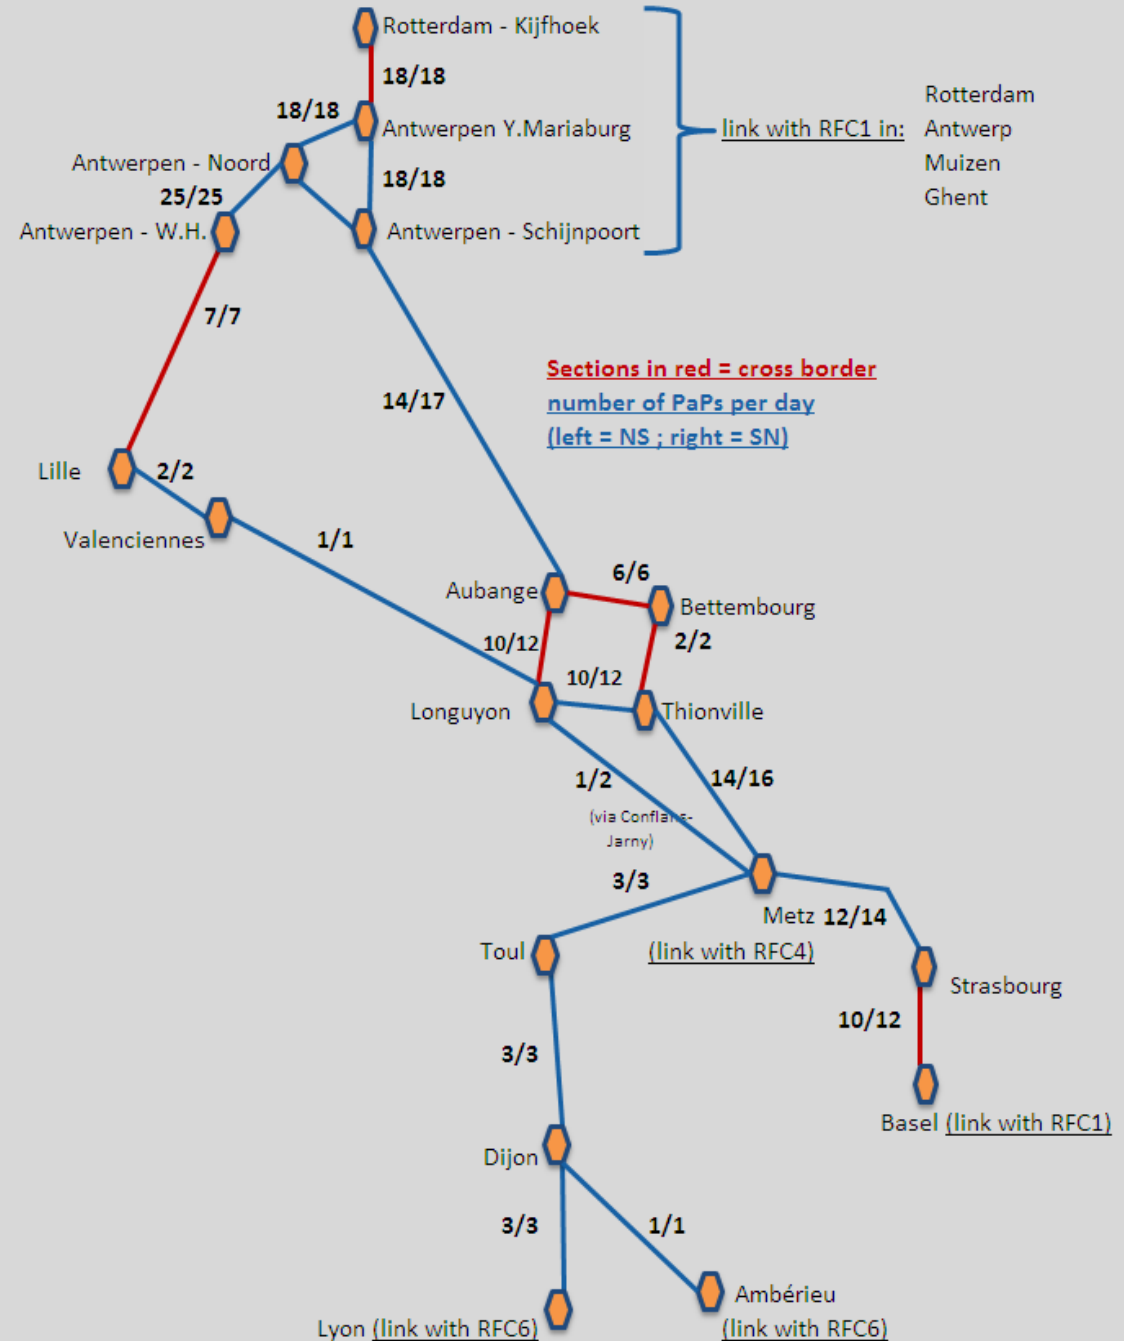 Rotterdam - Kijfhoek
18/18
Rotterdam
18/18
Antwerpen Y.Mariaburg
link with RFC1 in:
Antwerp
Antwerpen - Noord
Muizen
18/18
25/25
Ghent
Antwerpen - W.H.
Antwerpen - Schijnpoort
7/7
Sections in red = cross border
number of PaPs per day
(left = NS ; right = SN)
14/17
Lille
2/2
Valenciennes
1/1
6/6
Aubange
Bettembourg
10/12
2/2
10/12
Longuyon
Thionville
1/2
14/16
(via Conflans-
Jarny)
3/3
Metz
12/14
(link with RFC4)
Toul
Strasbourg
10/12
3/3
Basel (link with RFC1)
Dijon
3/3
1/1
Ambérieu
(link with RFC6)
Lyon (link with RFC6)